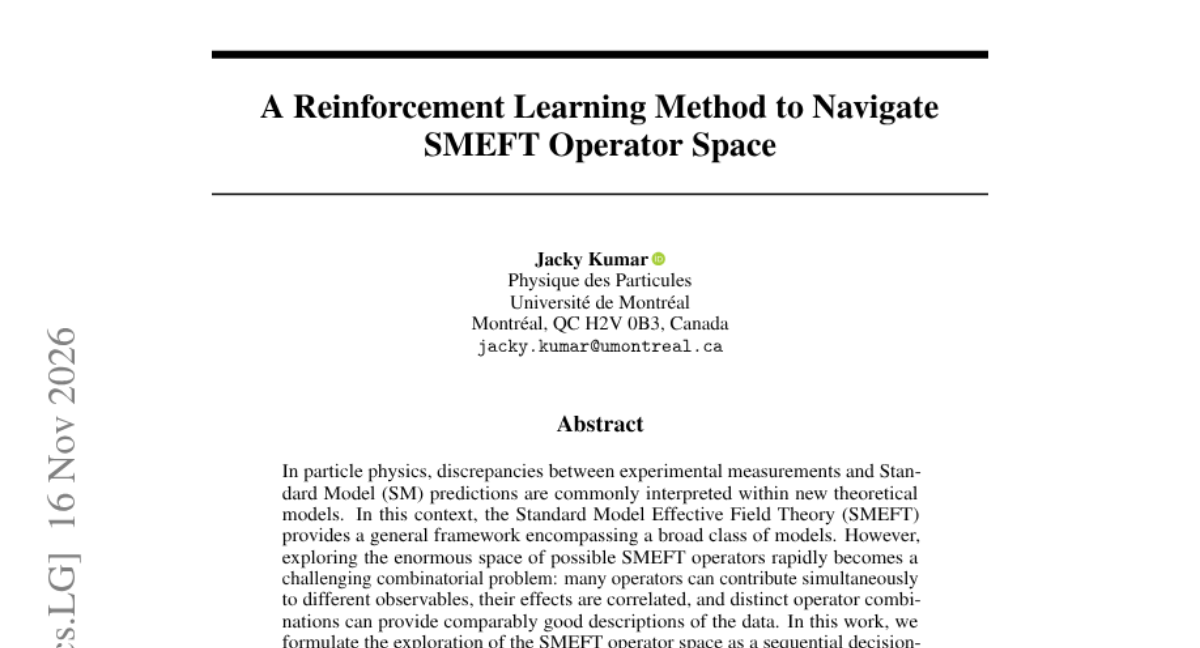 A Reinforcement Learning Method to Navigate
SMEFT Operator Space
Jacky Kumar
Physique des Particules
Université de Montréal
Montréal, QC H2V 0B3, Canada
jacky.kumar@umontreal.ca
Abstract
In particle physics, discrepancies between experimental measurements and Stan-
dard Model (SM) predictions are commonly interpreted within new theoretical
models. In this context, the Standard Model Effective Field Theory (SMEFT)
provides a general framework encompassing a broad class of models. However,
exploring the enormous space of possible SMEFT operators rapidly becomes a
challenging combinatorial problem: many operators can contribute simultaneously
to different observables, their effects are correlated, and distinct operator combi-
nations can provide comparably good descriptions of the data. In this work, we
formulate the exploration of the SMEFT operator space as a sequential decision-
cs.LG] 16 Nov 2026